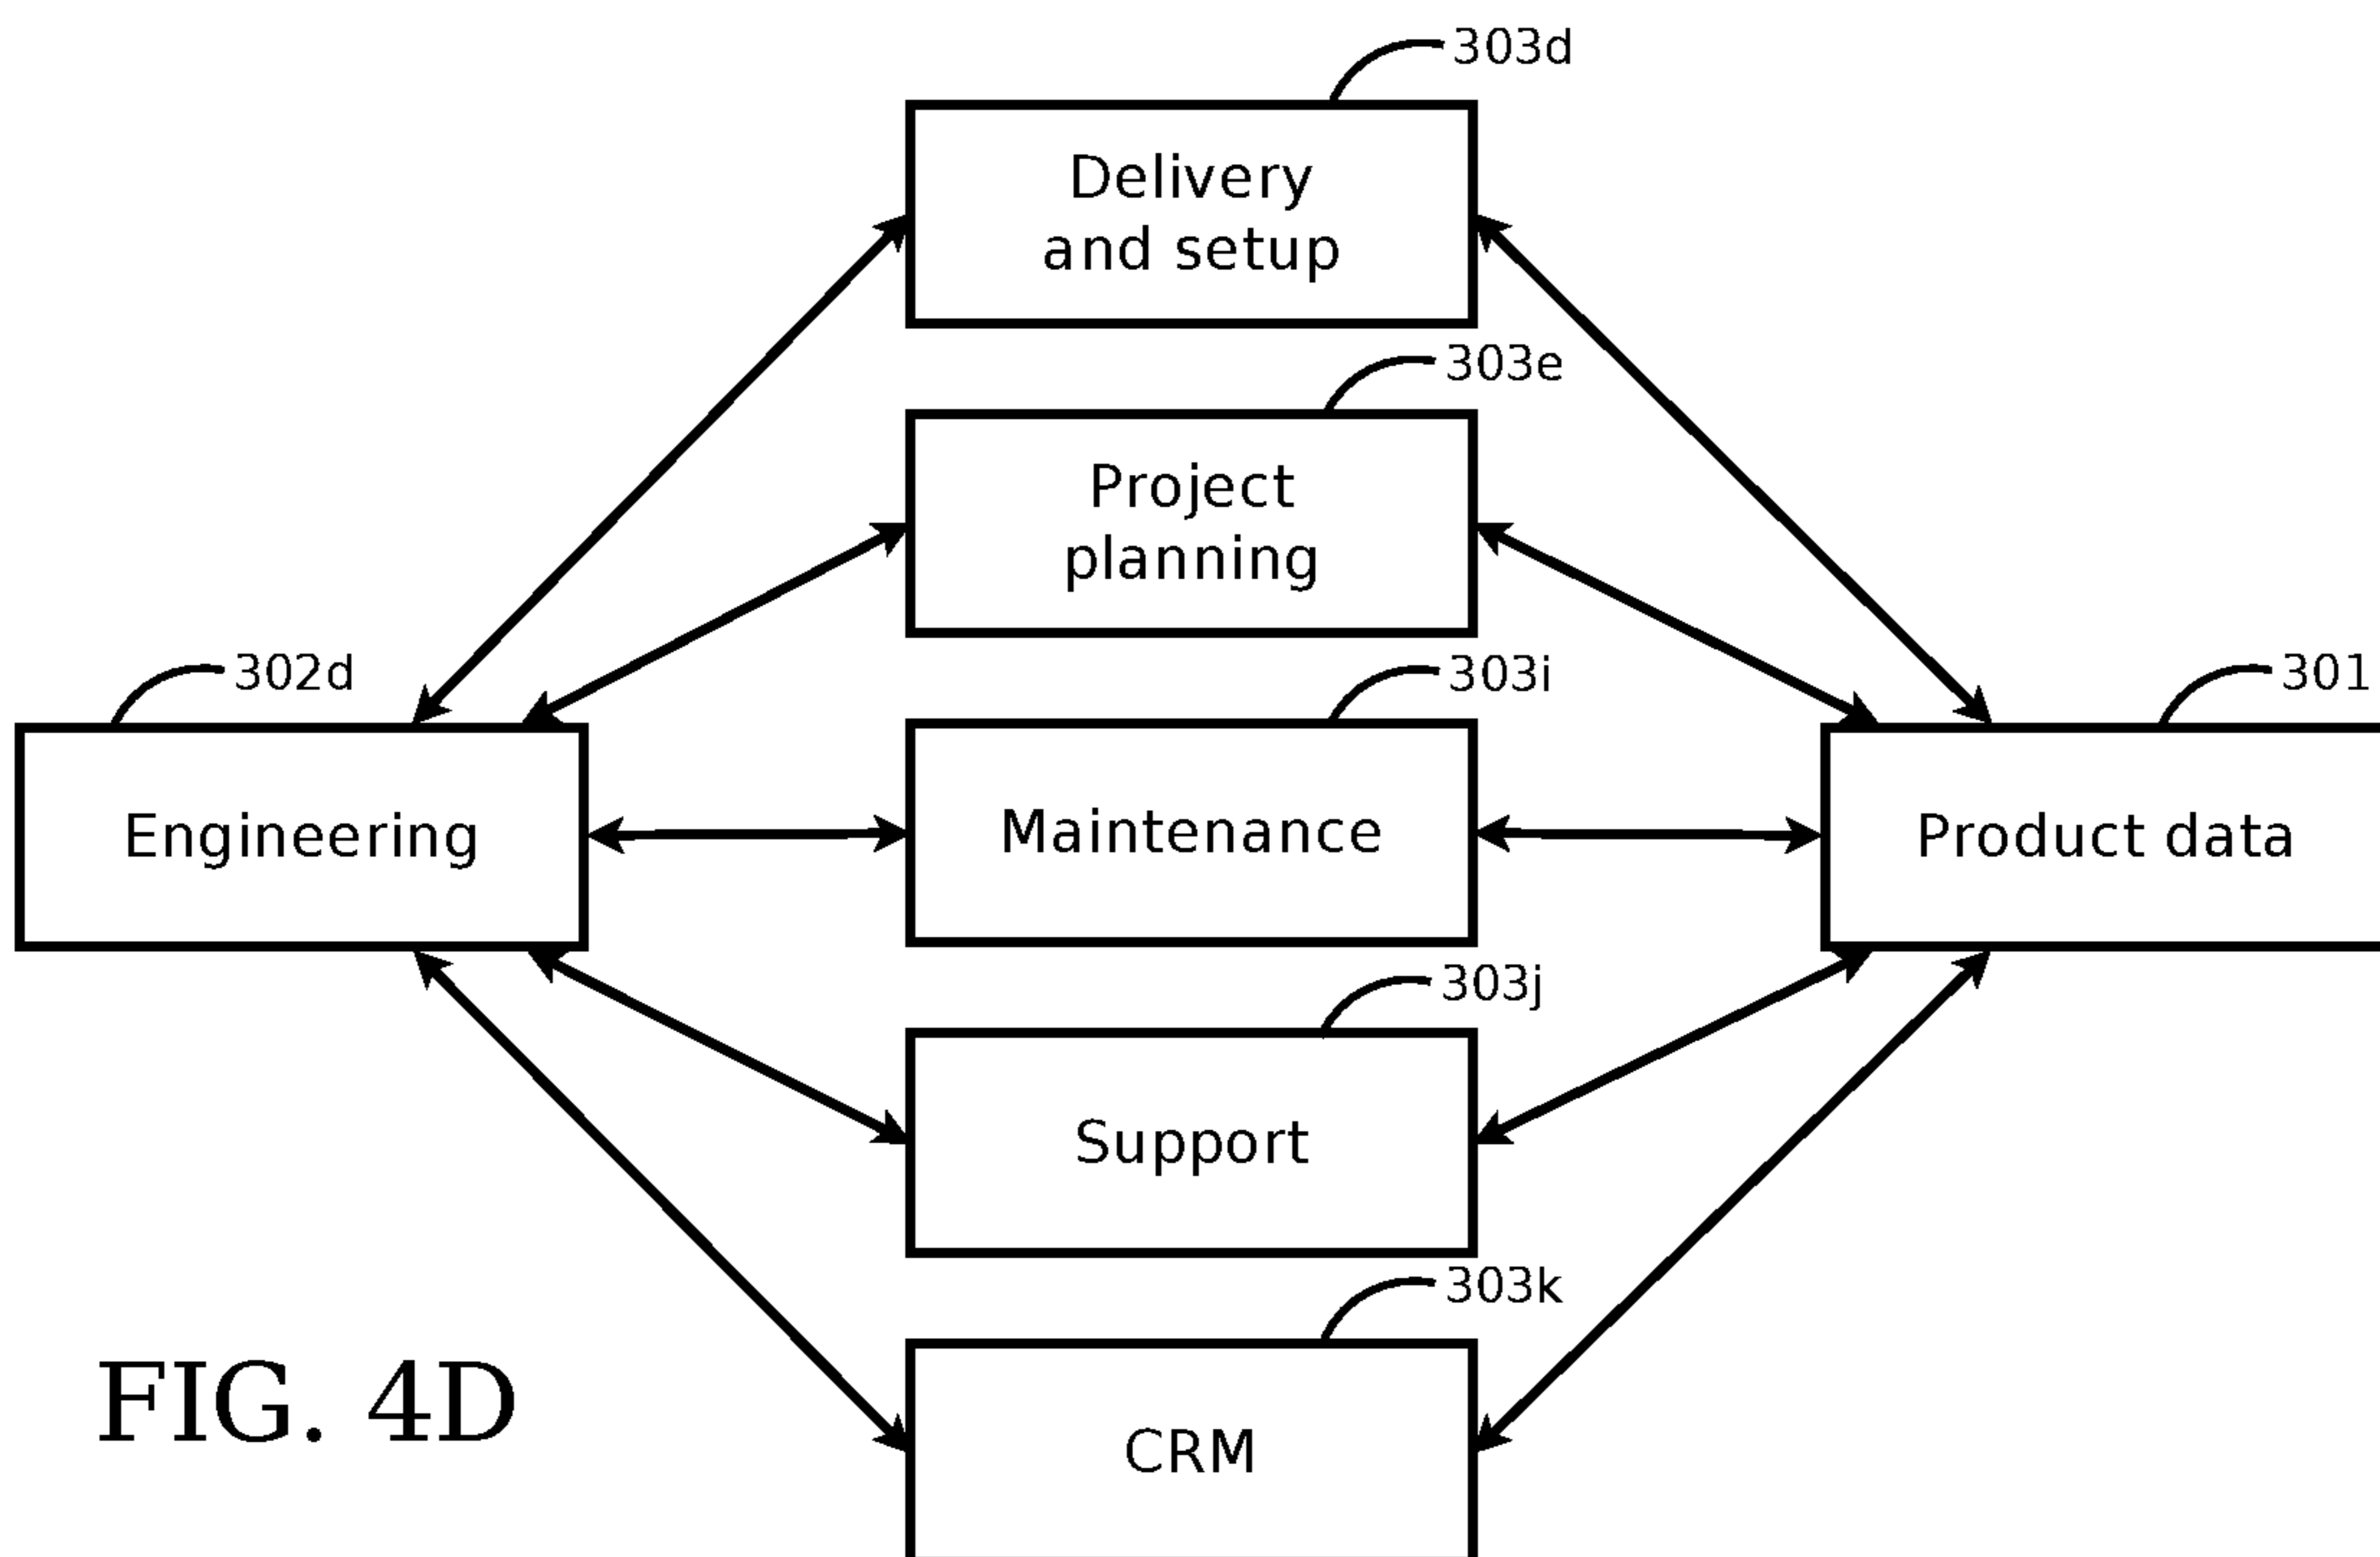 303d
Delivery
and setup
303e
Project
planning
302d
303i
301
Engineering
Maintenance
Product data
303j
Support
303k
CRM
FIG. 4D